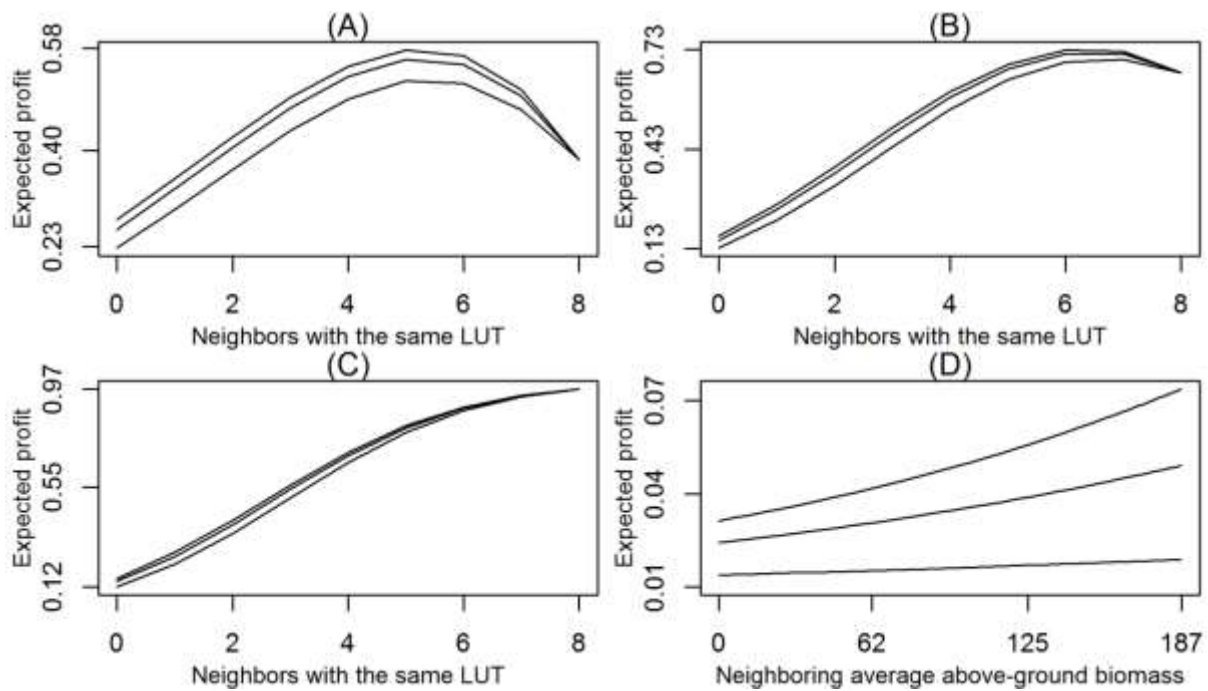 (A)
Expected profit
0.58
0.40
0.23
0 2 4 6 8
Neighbors with the same LUT
(B)
Expected profit
0.73
0.43
0.13
0 2 4 6 8
Neighbors with the same LUT
(C)
Expected profit
0.97
0.55
0.12
0 2 4 6 8
Neighbors with the same LUT
(D)
Expected profit
0.07
0.04
0.01
0 62 125 187
Neighboring average above-ground biomass